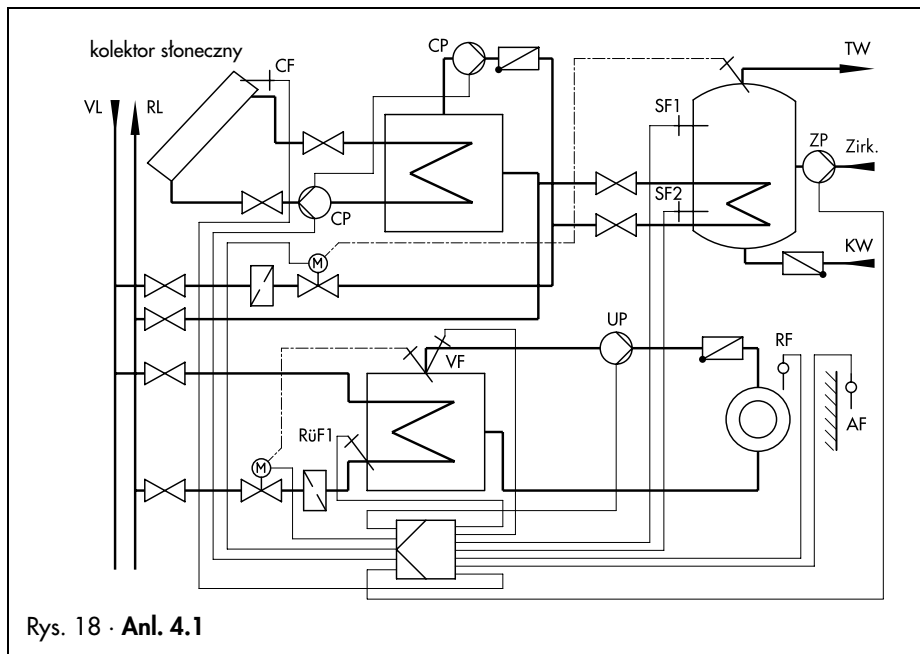 kolektor słoneczny
CP
TW
CF
VL
RL
SF1
ZP
Zirk.
SF2
CP
KW
M
UP
RF
VF
AF
RüF1
M
Rys. 18 · Anl. 4.1